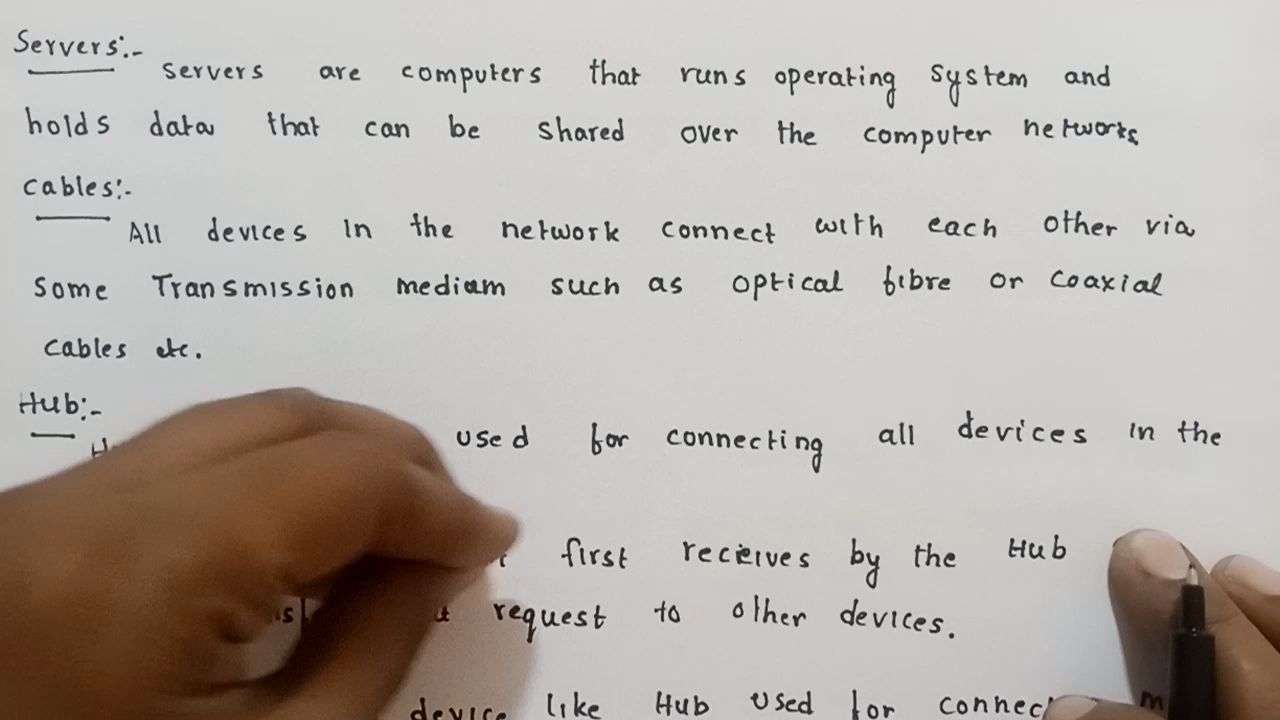 Servers:-
servers are computers that runs operating system and
holds data that can be shared over the computer networks
Cables:-
All devices in the network connect with each other via
some Transmission medium such as optical fibre or coaxial
cables etc.
Hub:-
used for connecting all devices in the
first receives by the Hub
request to other devices.
device like Hub used for